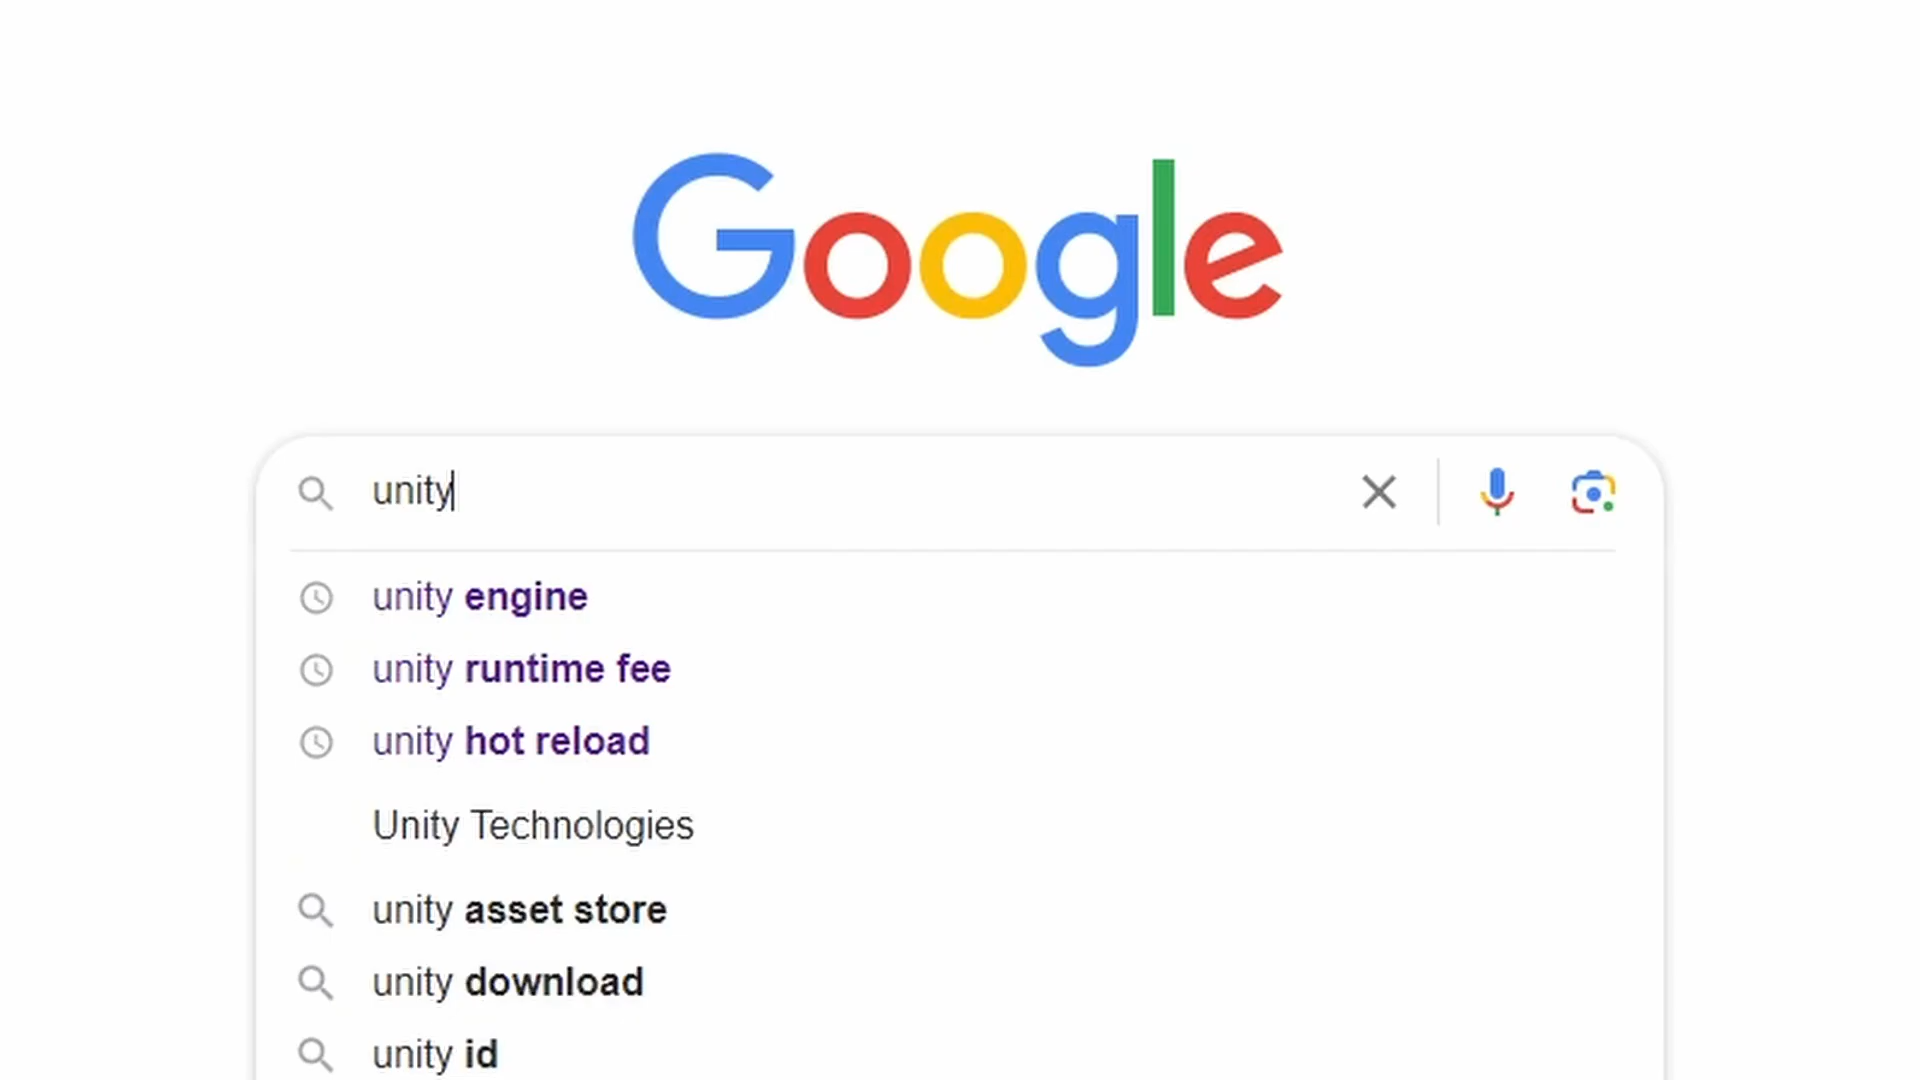 Google
unity
unity engine
unity runtime fee
unity hot reload
Unity Technologies
unity asset store
unity download
unity id